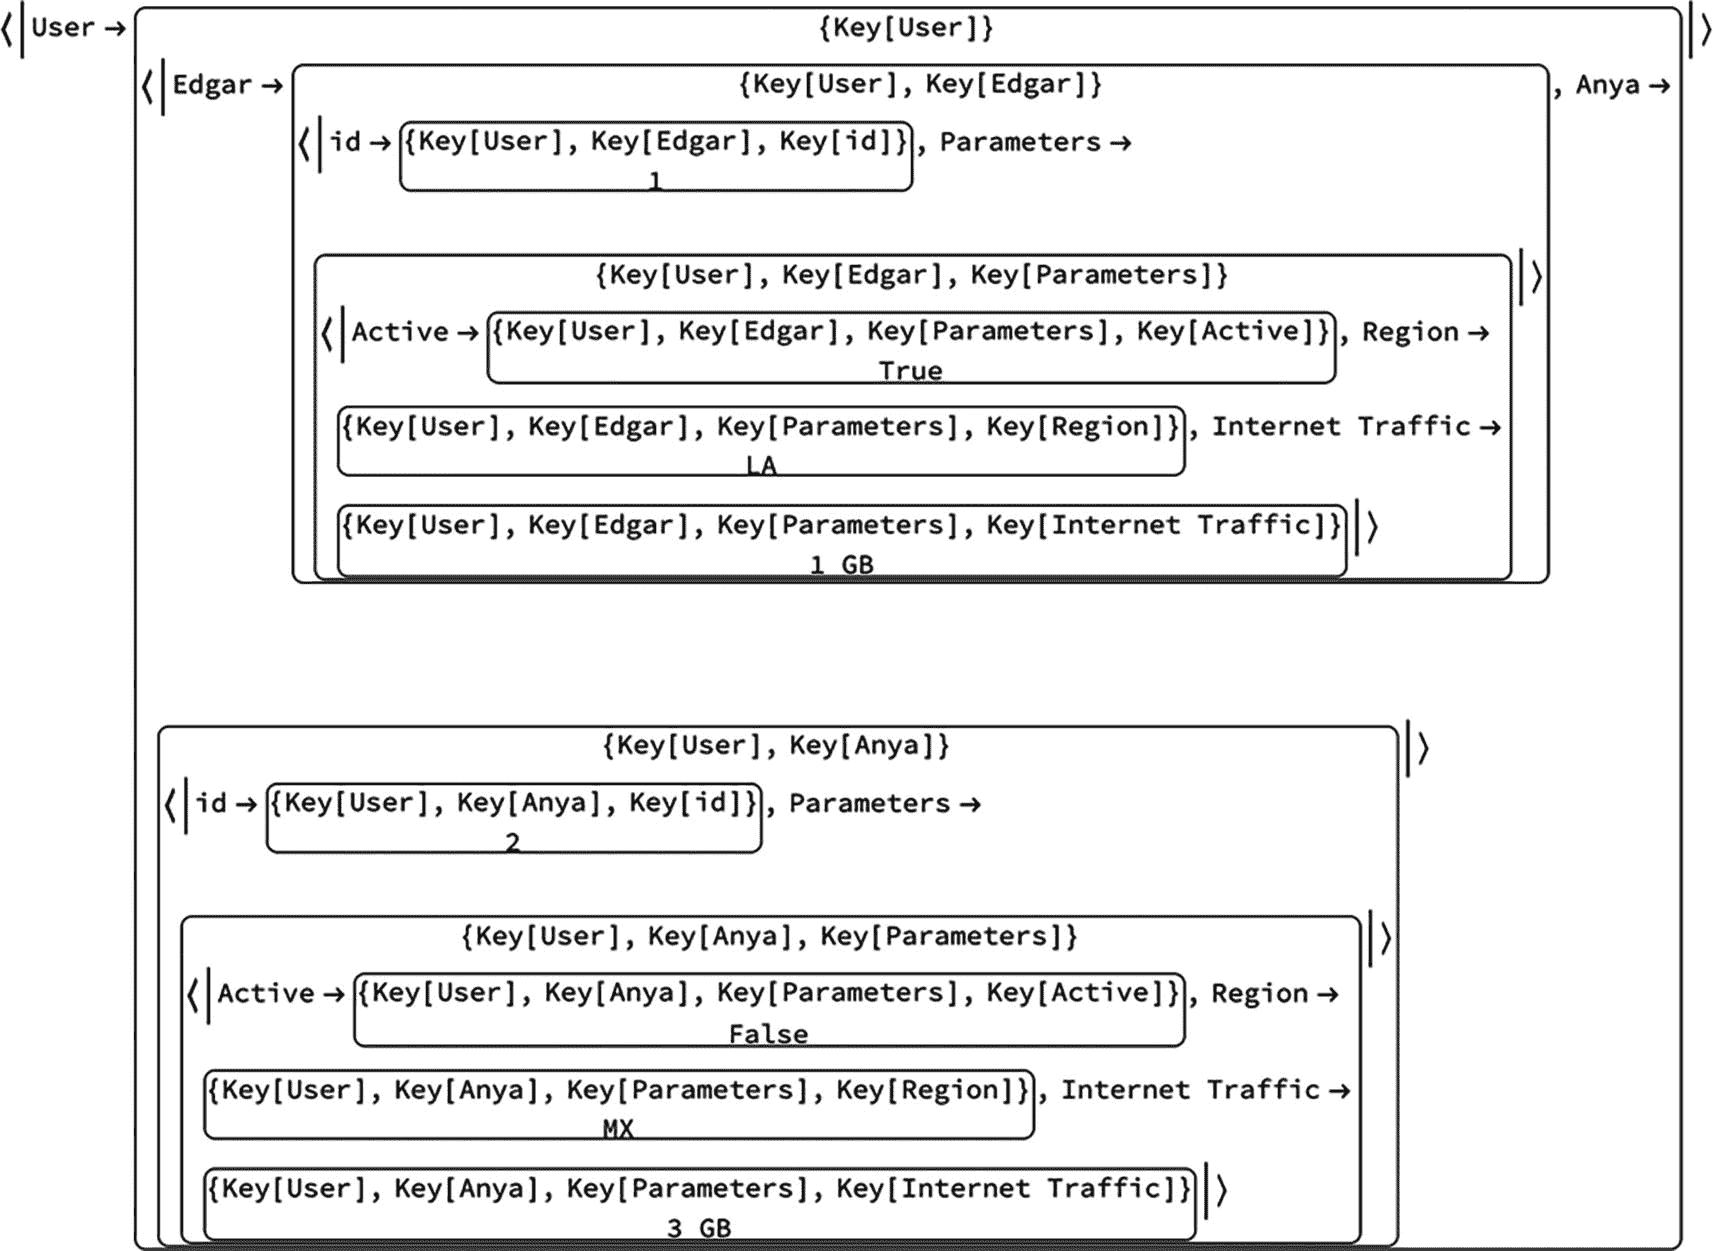 ⟨|User → {Key[User]} |⟩
⟨|Edgar → {Key[User], Key[Edgar]} , Anya →
⟨|id → {Key[User], Key[Edgar], Key[id]}, Parameters →
1
{Key[User], Key[Edgar], Key[Parameters]} |⟩
⟨|Active → {Key[User], Key[Edgar], Key[Parameters], Key[Active]}, Region →
True
{Key[User], Key[Edgar], Key[Parameters], Key[Region]}, Internet Traffic →
LA
{Key[User], Key[Edgar], Key[Parameters], Key[Internet Traffic]} |⟩
1 GB
{Key[User], Key[Anya]} |⟩
⟨|id → {Key[User], Key[Anya], Key[id]}, Parameters →
2
{Key[User], Key[Anya], Key[Parameters]} |⟩
⟨|Active → {Key[User], Key[Anya], Key[Parameters], Key[Active]}, Region →
False
{Key[User], Key[Anya], Key[Parameters], Key[Region]}, Internet Traffic →
MX
{Key[User], Key[Anya], Key[Parameters], Key[Internet Traffic]} |⟩
3 GB